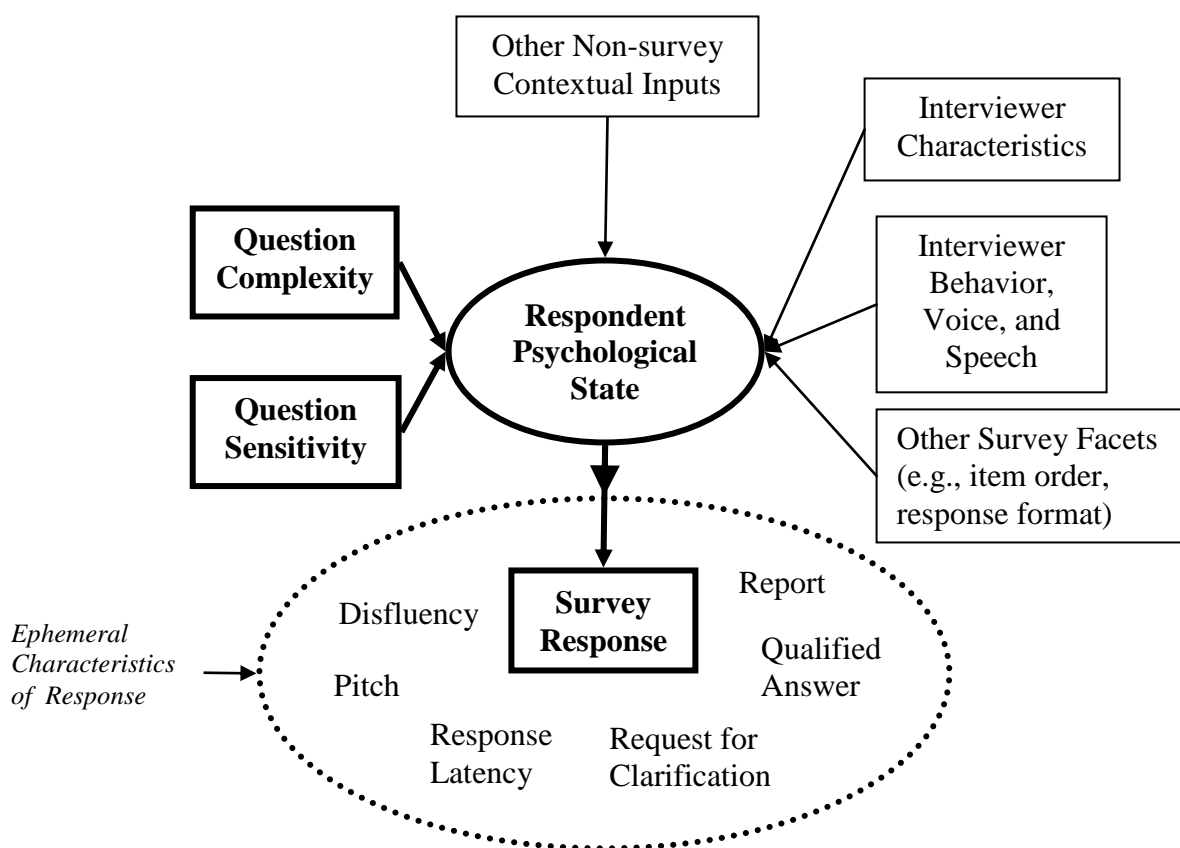 Other Non-survey
Contextual Inputs
Interviewer
Characteristics
Question
Complexity
Interviewer
Behavior,
Voice, and
Speech
Respondent
Psychological
State
Question
Sensitivity
Other Survey Facets
(e.g., item order,
response format)
Ephemeral
Characteristics
of Response
Disfluency
Survey
Response
Report
Pitch
Qualified
Answer
Response
Latency
Request for
Clarification